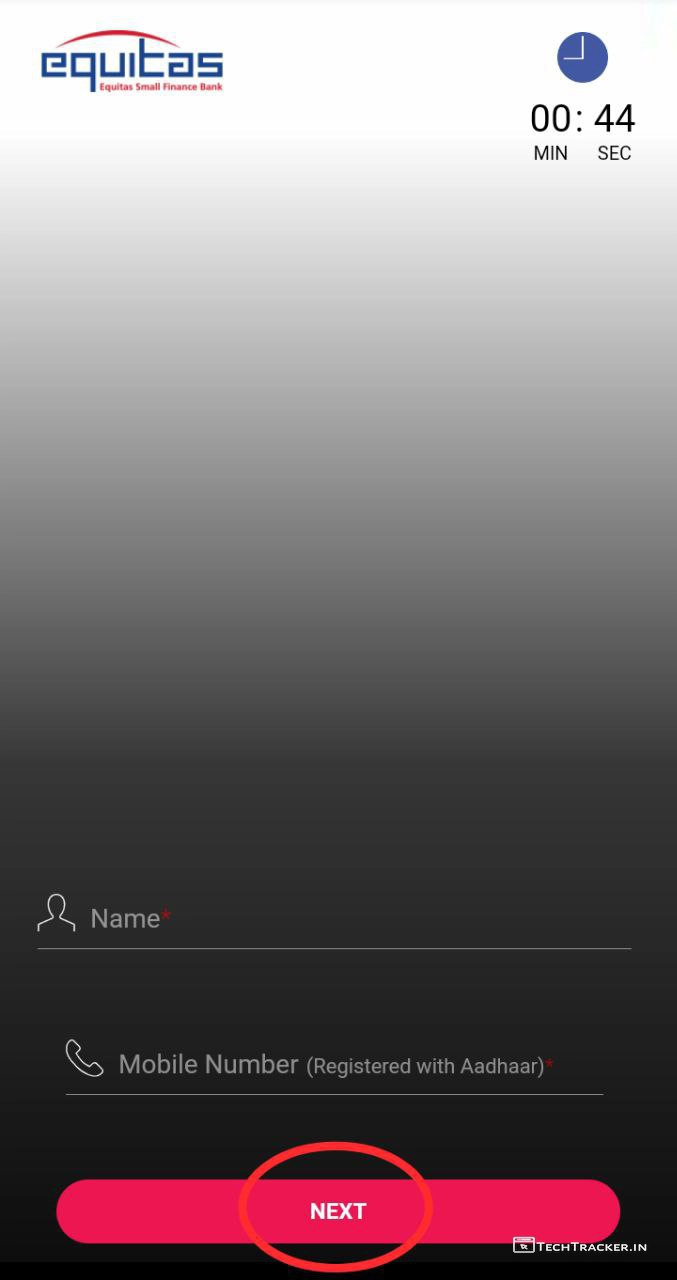 equitas
Equitas Small Finance Bank
00: 44
MIN SEC
Name*
Mobile Number (Registered with Aadhaar)*
NEXT
TECHTRACKER.IN